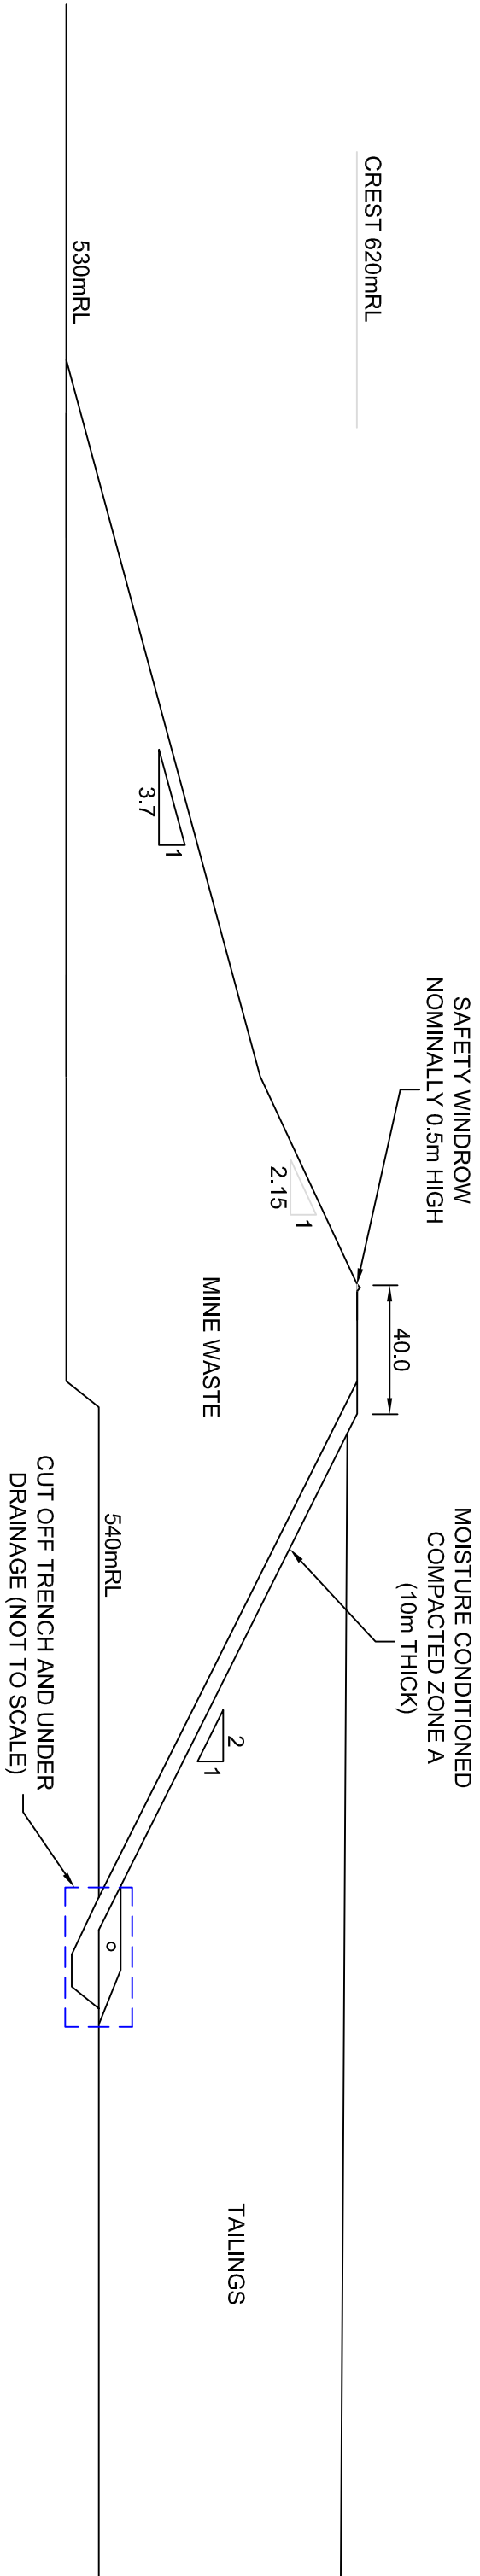 CREST 620mRL
530mRL
3.7
1
SAFETY WINDROW
NOMINALLY 0.5m HIGH
2.15
1
40.0
MINE WASTE
MOISTURE CONDITIONED
COMPACTED ZONE A
(10m THICK)
540mRL
2
1
CUT OFF TRENCH AND UNDER
DRAINAGE (NOT TO SCALE)
TAILINGS